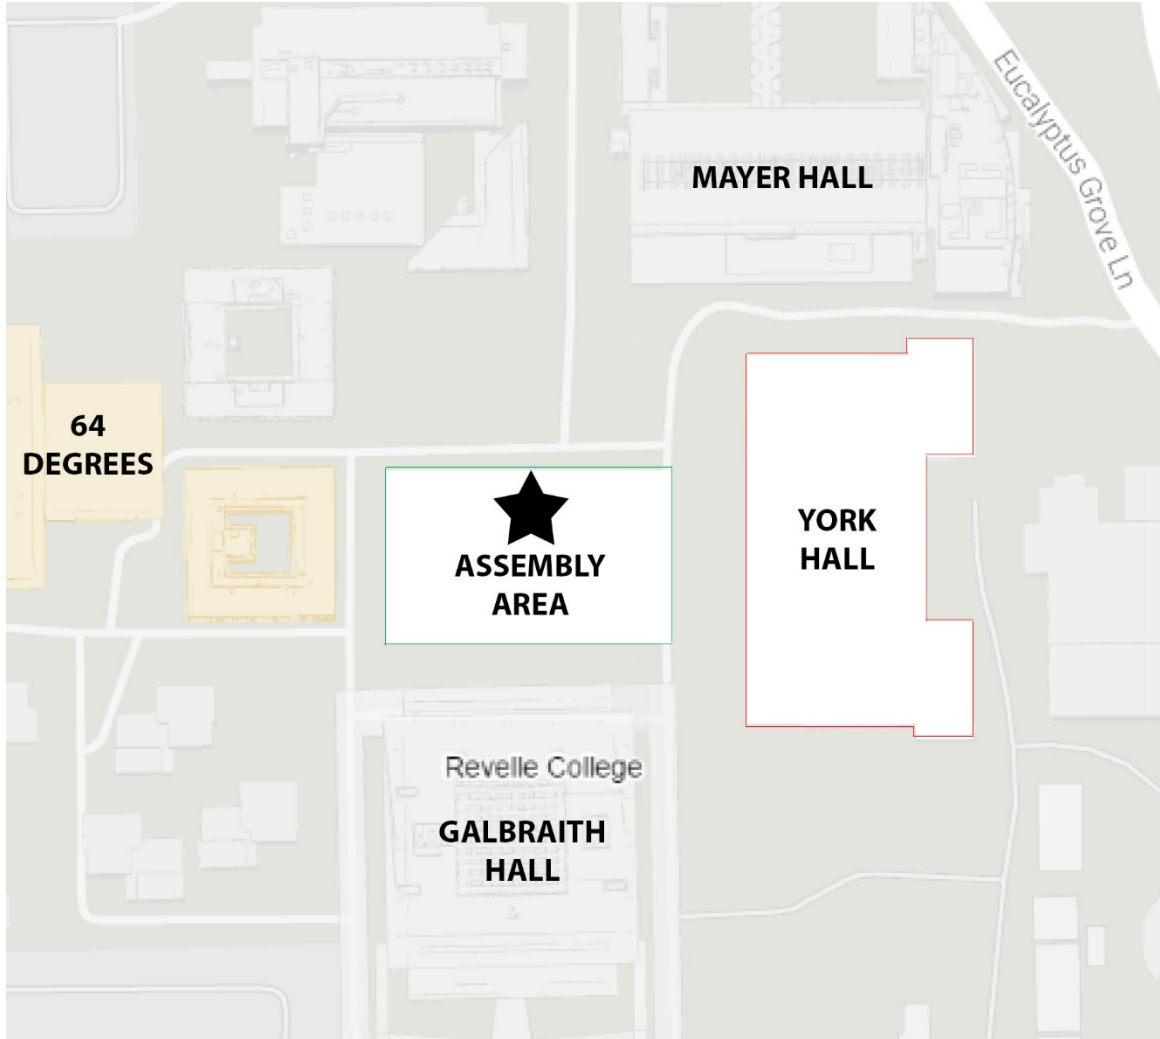 Eucalyptus Grove Ln
MAYER HALL
64
DEGREES
YORK
HALL
ASSEMBLY
AREA
Revelle College
GALBRAITH
HALL